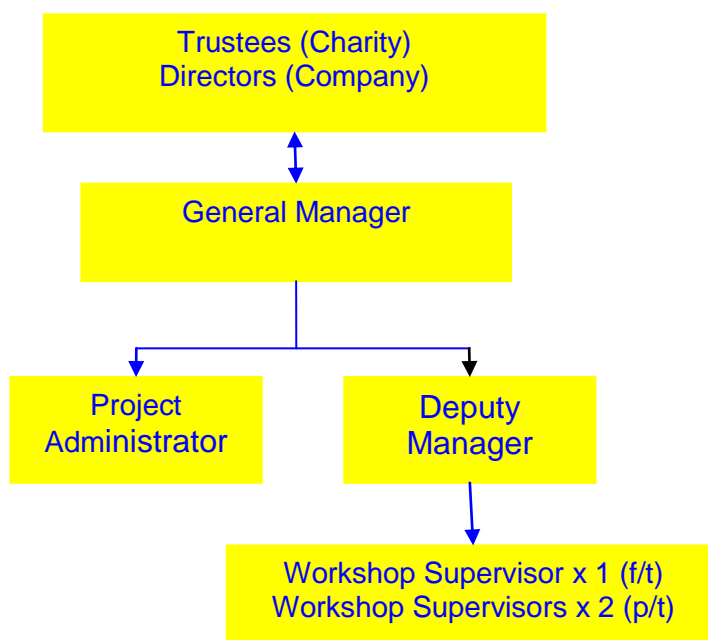 Trustees (Charity)
Directors (Company)
General Manager
Project
Administrator
Deputy
Manager
Workshop Supervisor x 1 (f/t)
Workshop Supervisors x 2 (p/t)